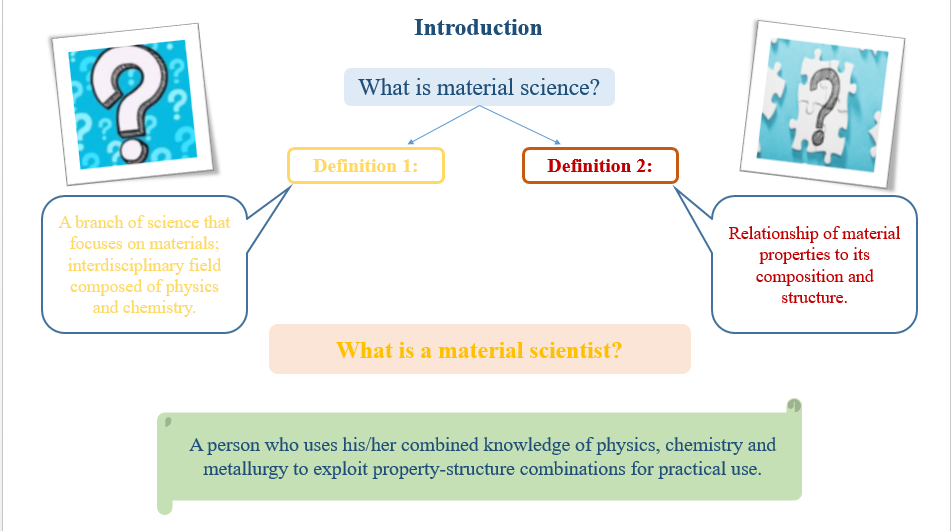 Introduction
What is material science?
Definition 1:
Definition 2:
A branch of science that
focuses on materials;
interdisciplinary field
composed of physics
and chemistry.
Relationship of material
properties to its
composition and
structure.
What is a material scientist?
A person who uses his/her combined knowledge of physics, chemistry and
metallurgy to exploit property-structure combinations for practical use.